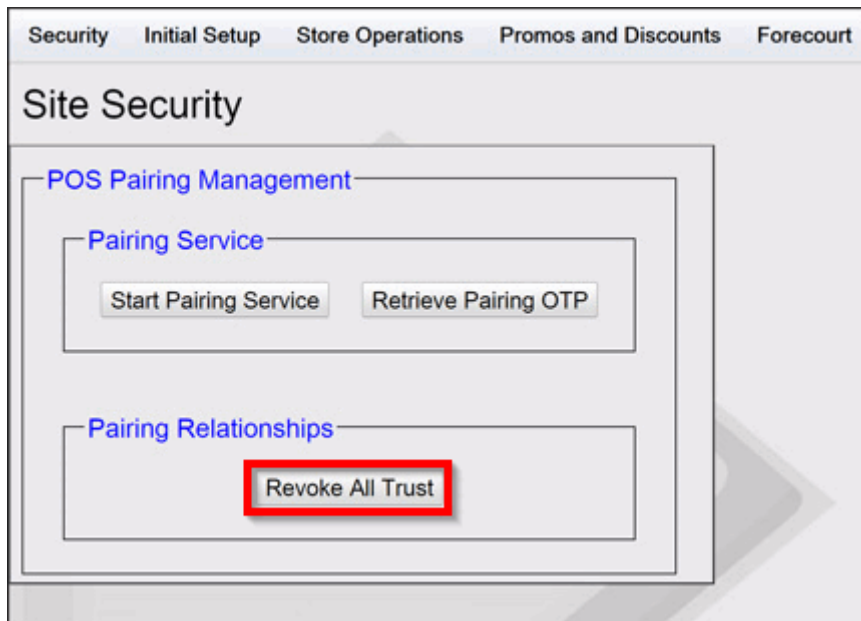 Security Initial Setup Store Operations Promos and Discounts Forecourt
Site Security
POS Pairing Management
Pairing Service
Start Pairing Service Retrieve Pairing OTP
Pairing Relationships
Revoke All Trust